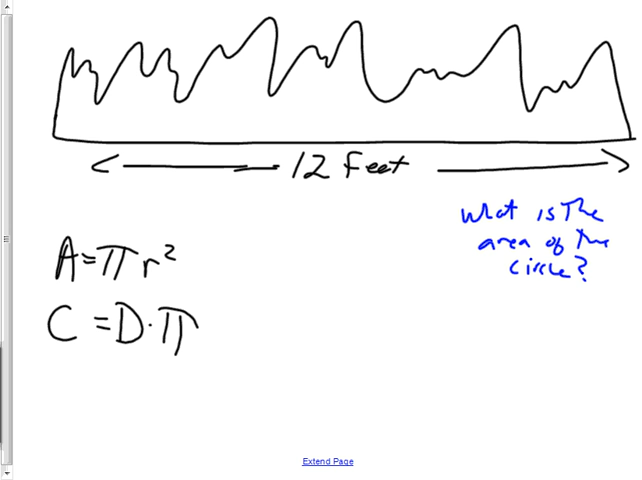 12 Feet
What is The
area of the
circle?
A=πr²
C=D·π
Extend Page